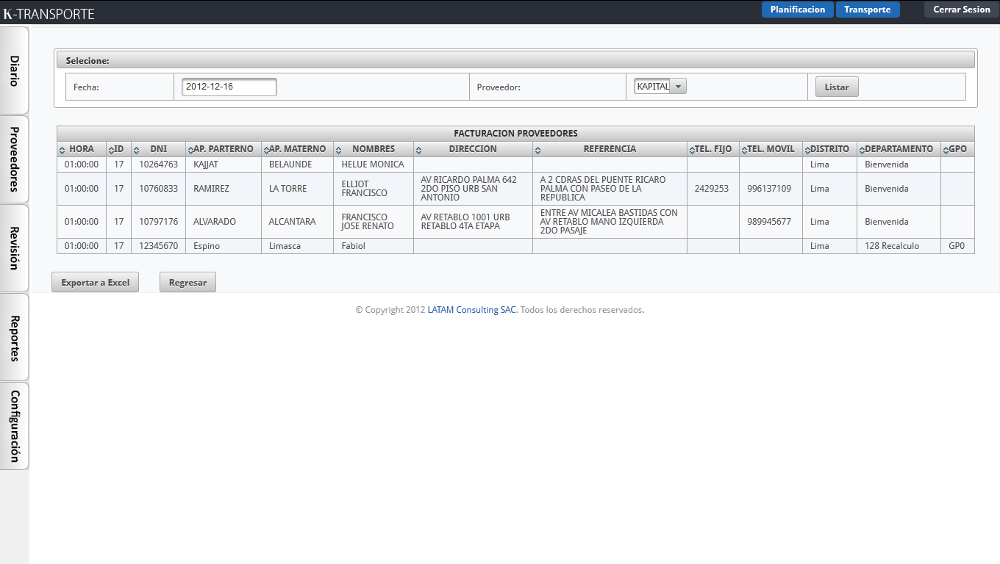 K-TRANSPORTE Planificacion Transporte Cerrar Sesion
Diario
Proveedores
Revisión
Reportes
Configuración
Selecione:
Fecha: 2012-12-16 Proveedor: KAPITAL Listar
FACTURACION PROVEEDORES
HORA ID DNI AP. PARTERNO AP. MATERNO NOMBRES DIRECCION REFERENCIA TEL. FIJO TEL. MOVIL DISTRITO DEPARTAMENTO GPO
01:00:00 17 10264763 KAJJAT BELAUNDE HELUE MONICA Lima Bienvenida
01:00:00 17 10760833 RAMIREZ LA TORRE ELLIOT FRANCISCO AV RICARDO PALMA 642 2DO PISO URB SAN ANTONIO A 2 CDRAS DEL PUENTE RICARO PALMA CON PASEO DE LA REPUBLICA 2429253 996137109 Lima Bienvenida
01:00:00 17 10797176 ALVARADO ALCANTARA FRANCISCO JOSE RENATO AV RETABLO 1001 URB RETABLO 4TA ETAPA ENTRE AV MICALEA BASTIDAS CON AV RETABLO MANO IZQUIERDA 2DO PASAJE 989945677 Lima Bienvenida
01:00:00 17 12345670 Espino Limasca Fabiol Lima 128 Recalculo GP0
Exportar a Excel Regresar
© Copyright 2012 LATAM Consulting SAC. Todos los derechos reservados.